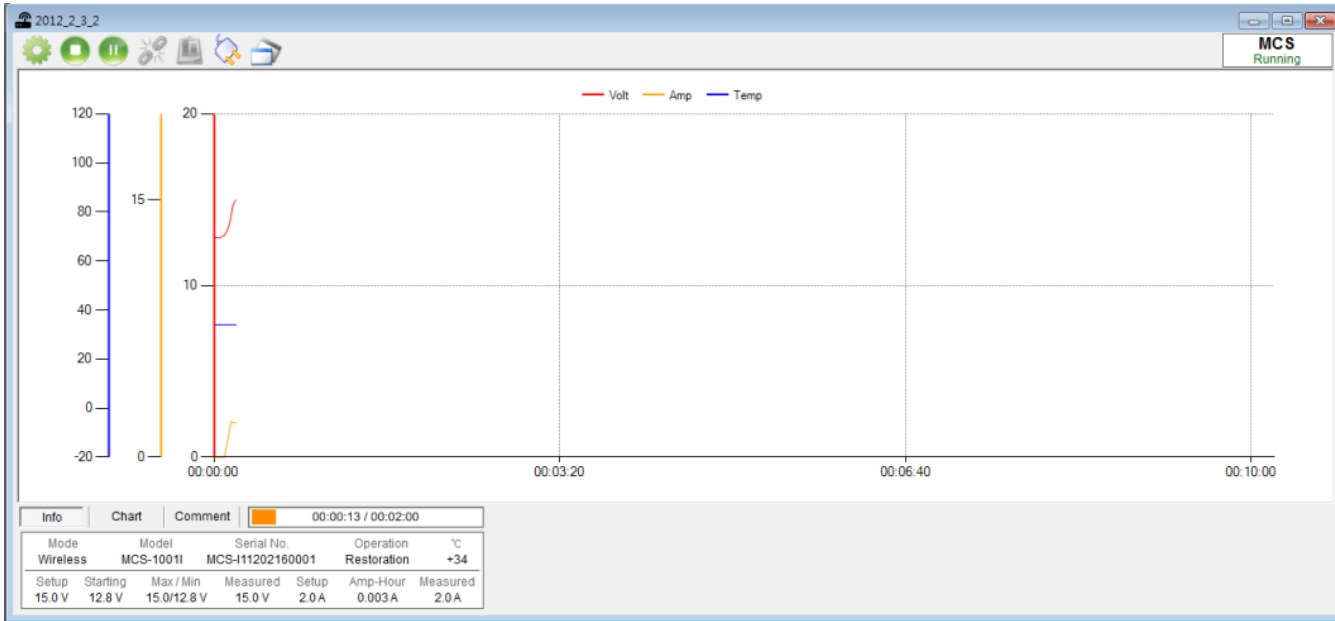 2012_2_3_2
MCS
Running
Volt Amp Temp
120 20
100
15
80
60
10
40
20
0
-20 0 0
00:00:00 00:03:20 00:06:40 00:10:00
Info Chart Comment 00:00:13 / 00:02:00
Mode Model Serial No. Operation ℃
Wireless MCS-1001I MCS-I11202160001 Restoration +34
Setup Starting Max / Min Measured Setup Amp-Hour Measured
15.0 V 12.8 V 15.0/12.8 V 15.0 V 2.0 A 0.003 A 2.0 A